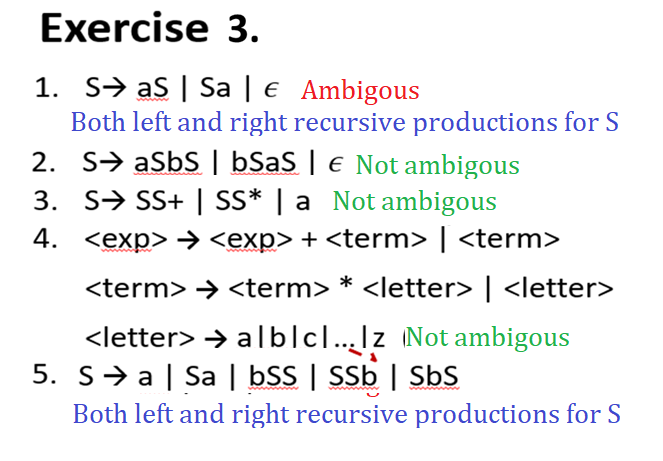 Exercise 3.
1. S→ aS | Sa | ϵ Ambigous
Both left and right recursive productions for S
2. S→ aSbS | bSaS | ϵ Not ambigous
3. S→ SS+ | SS* | a Not ambigous
4. <exp> → <exp> + <term> | <term>
<term> → <term> * <letter> | <letter>
<letter> → a|b|c|…|z (Not ambigous
5. S → a | Sa | bSS | SSb | SbS
Both left and right recursive productions for S